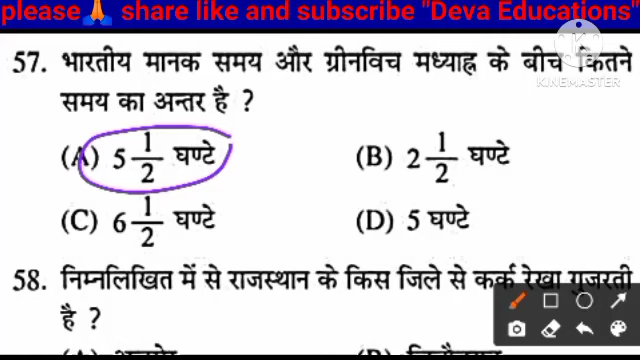 please🙏 share like and subscribe "Deva Educations"
57. भारतीय मानक समय और ग्रीनविच मध्याह्न के बीच कितने
समय का अन्तर है ?
(A) 5 1/2 घण्टे (B) 2 1/2 घण्टे
(C) 6 1/2 घण्टे (D) 5 घण्टे
58. निम्नलिखित में से राजस्थान के किस जिले से कर्क रेखा गुजरती
है ?
KINEMASTER